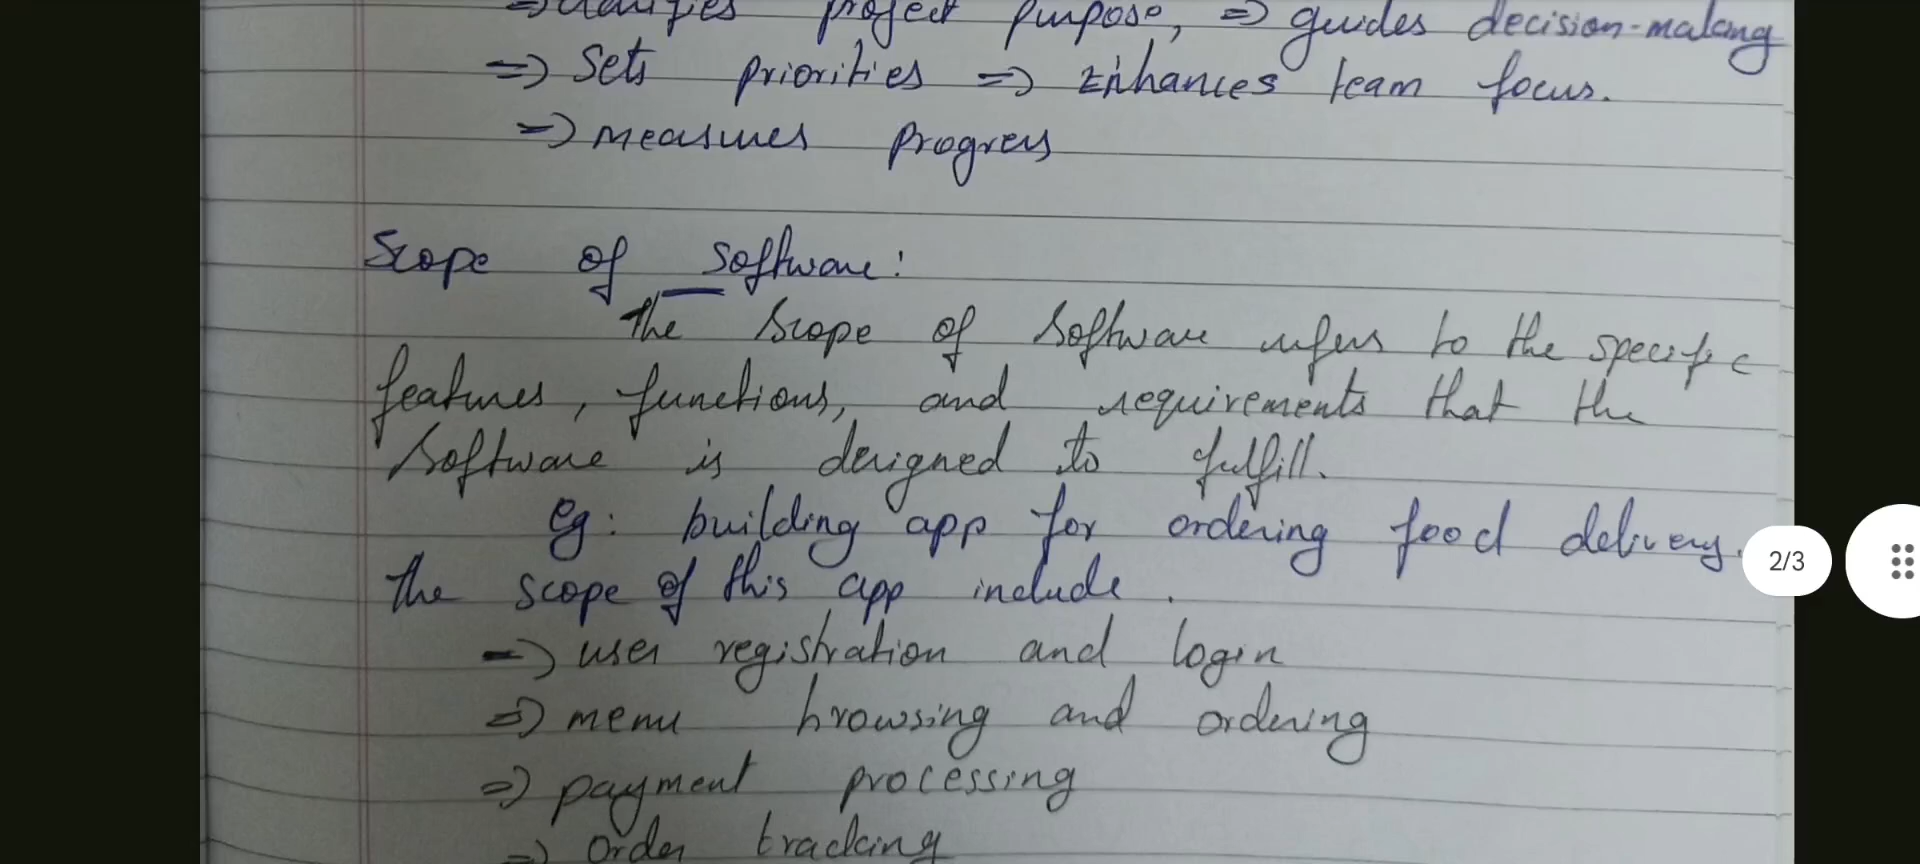 ⇒ clarifies project purpose, ⇒ guides decision-making
⇒ Sets priorities ⇒ Enhances team focus.
⇒ measures Progress
Scope of Software:
The Scope of Software refers to the specific
features, functions, and requirements that the
Software is designed to fulfill.
eg: building app for ordering food delivery.
the scope of this app include.
⇒ user registration and login
⇒ menu browsing and ordering
⇒ payment processing
⇒ Order tracking
2/3